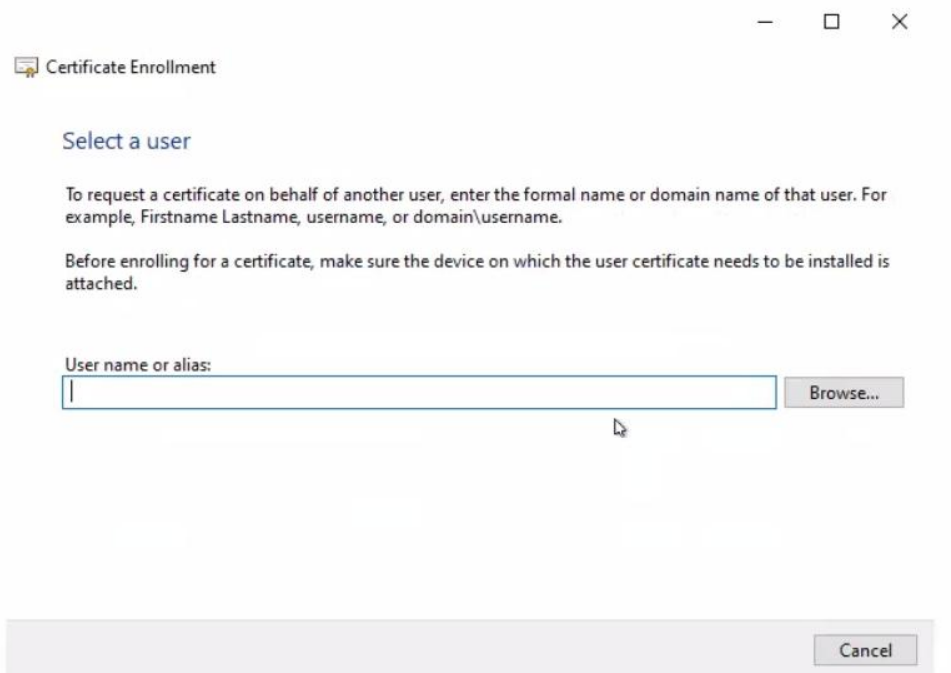 Certificate Enrollment
Select a user
To request a certificate on behalf of another user, enter the formal name or domain name of that user. For
example, Firstname Lastname, username, or domain\username.
Before enrolling for a certificate, make sure the device on which the user certificate needs to be installed is
attached.
User name or alias:
Browse...
Cancel